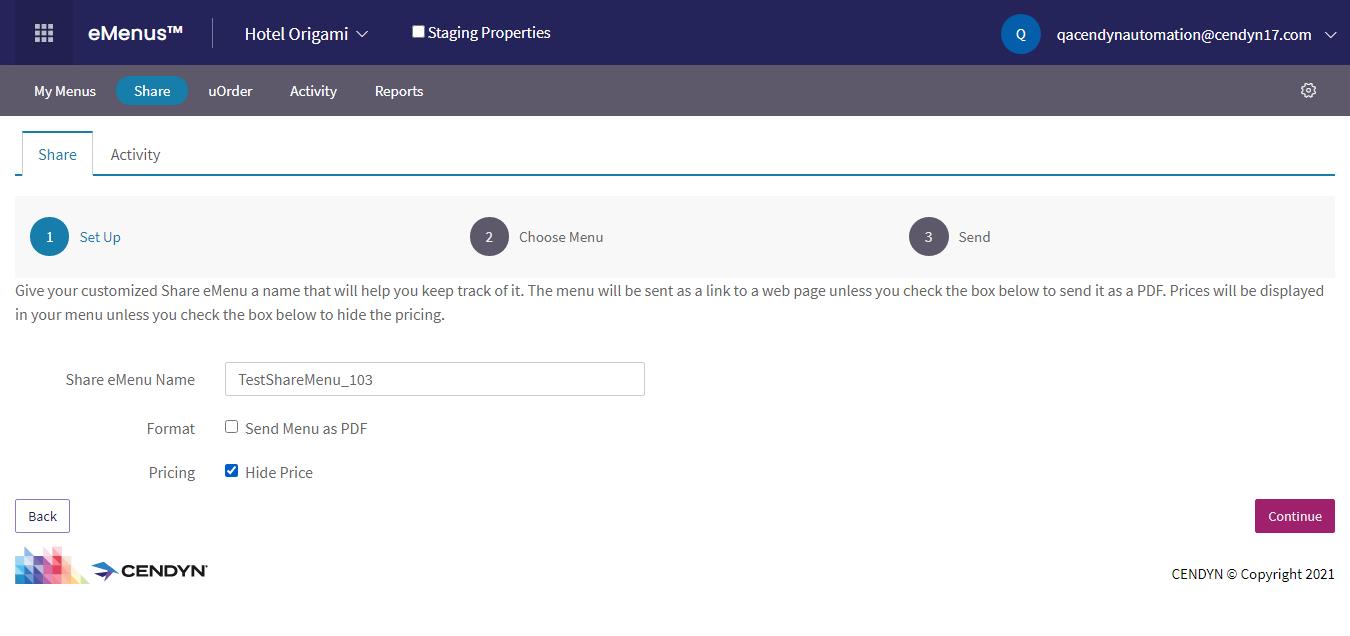 eMenus™ Hotel Origami Staging Properties Q qacendynautomation@cendyn17.com
My Menus Share uOrder Activity Reports
Share Activity
1 Set Up 2 Choose Menu 3 Send
Give your customized Share eMenu a name that will help you keep track of it. The menu will be sent as a link to a web page unless you check the box below to send it as a PDF. Prices will be displayed
in your menu unless you check the box below to hide the pricing.
Share eMenu Name TestShareMenu_103
Format Send Menu as PDF
Pricing Hide Price
Back Continue
CENDYN CENDYN © Copyright 2021